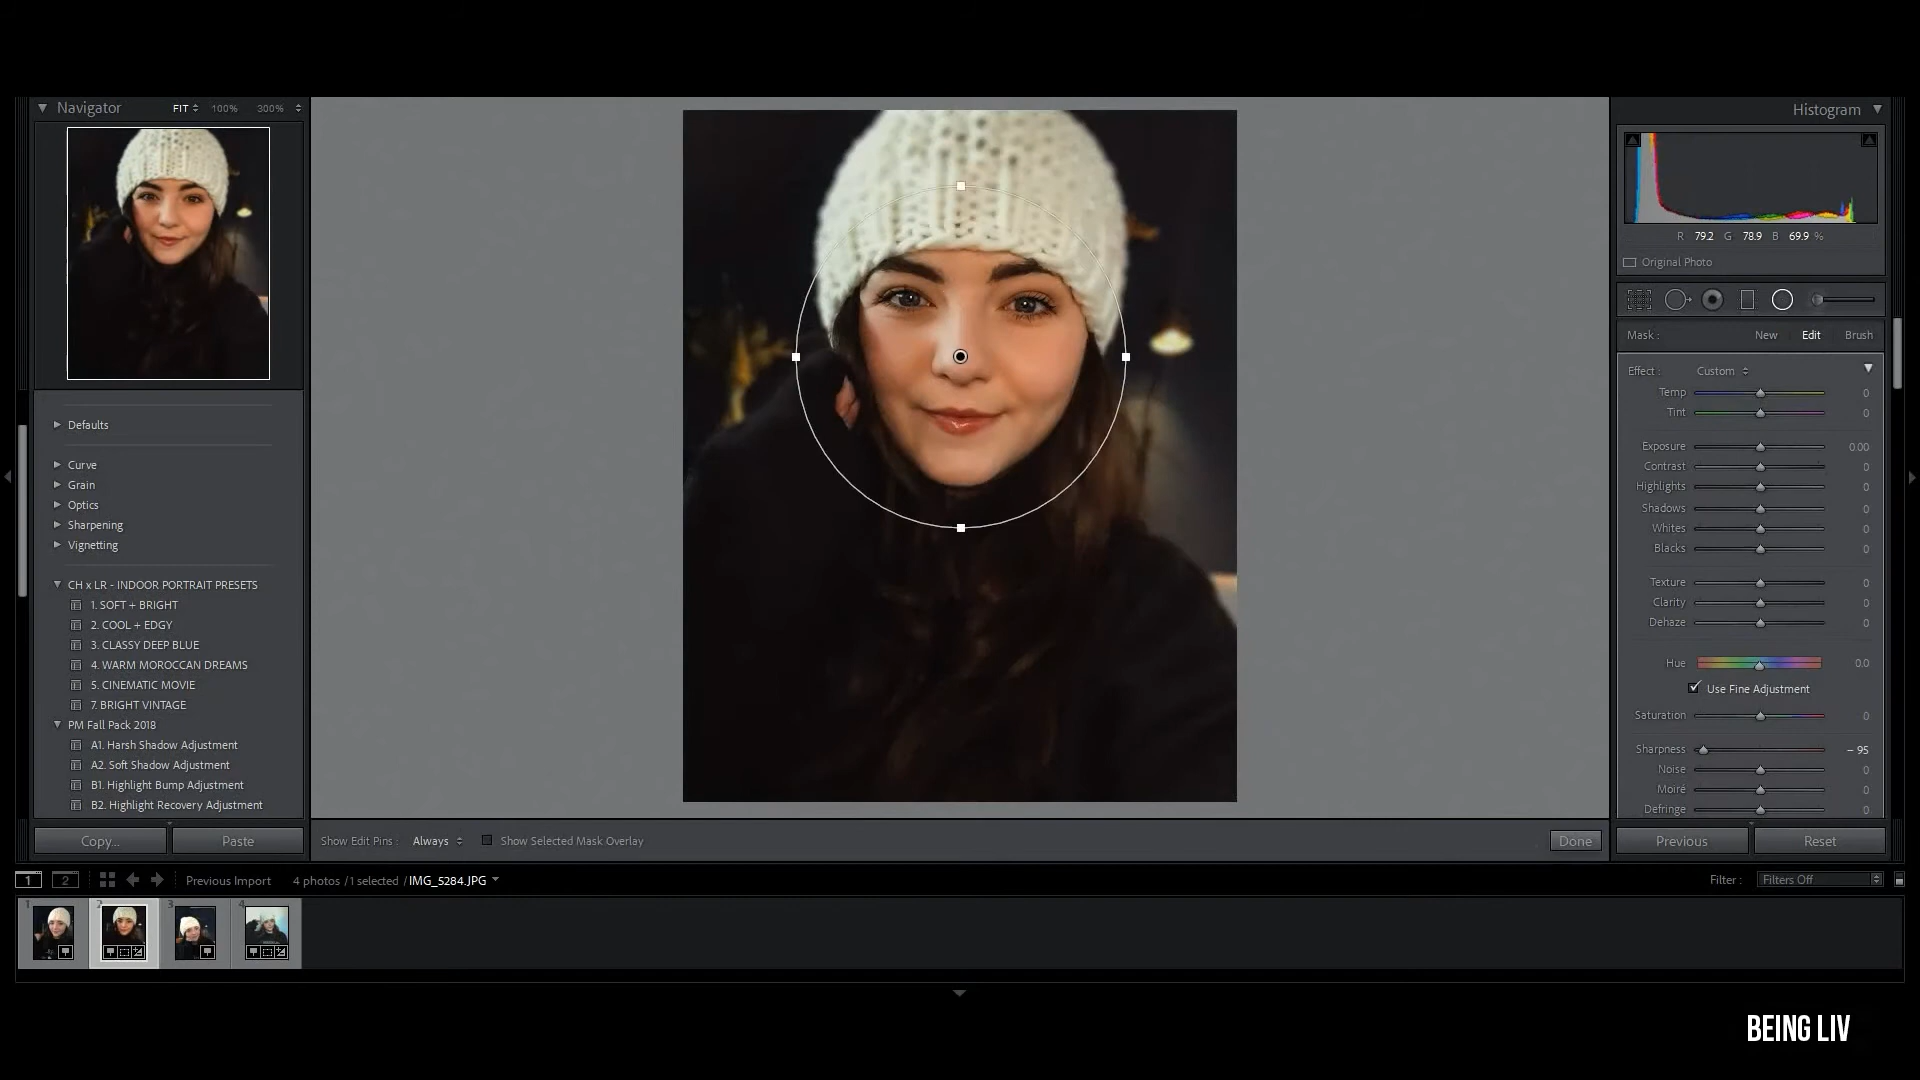 Navigator FIT 100% 300%
Defaults
Curve
Grain
Optics
Sharpening
Vignetting
CH x LR - INDOOR PORTRAIT PRESETS
1. SOFT + BRIGHT
2. COOL + EDGY
3. CLASSY DEEP BLUE
4. WARM MOROCCAN DREAMS
5. CINEMATIC MOVIE
7. BRIGHT VINTAGE
PM Fall Pack 2018
A1. Harsh Shadow Adjustment
A2. Soft Shadow Adjustment
B1. Highlight Bump Adjustment
B2. Highlight Recovery Adjustment
Copy... Paste
Show Edit Pins : Always Show Selected Mask Overlay Done
Histogram
R 79.2 G 78.9 B 69.9 %
Original Photo
Mask : New Edit Brush
Effect : Custom
Temp 0
Tint 0
Exposure 0.00
Contrast 0
Highlights 0
Shadows 0
Whites 0
Blacks 0
Texture 0
Clarity 0
Dehaze 0
Hue 0.0
Use Fine Adjustment
Saturation 0
Sharpness – 95
Noise 0
Moiré 0
Defringe 0
Previous Reset
1 2 Previous Import 4 photos / 1 selected / IMG_5284.JPG Filter : Filters Off
1 2 3 4
BEING LIV